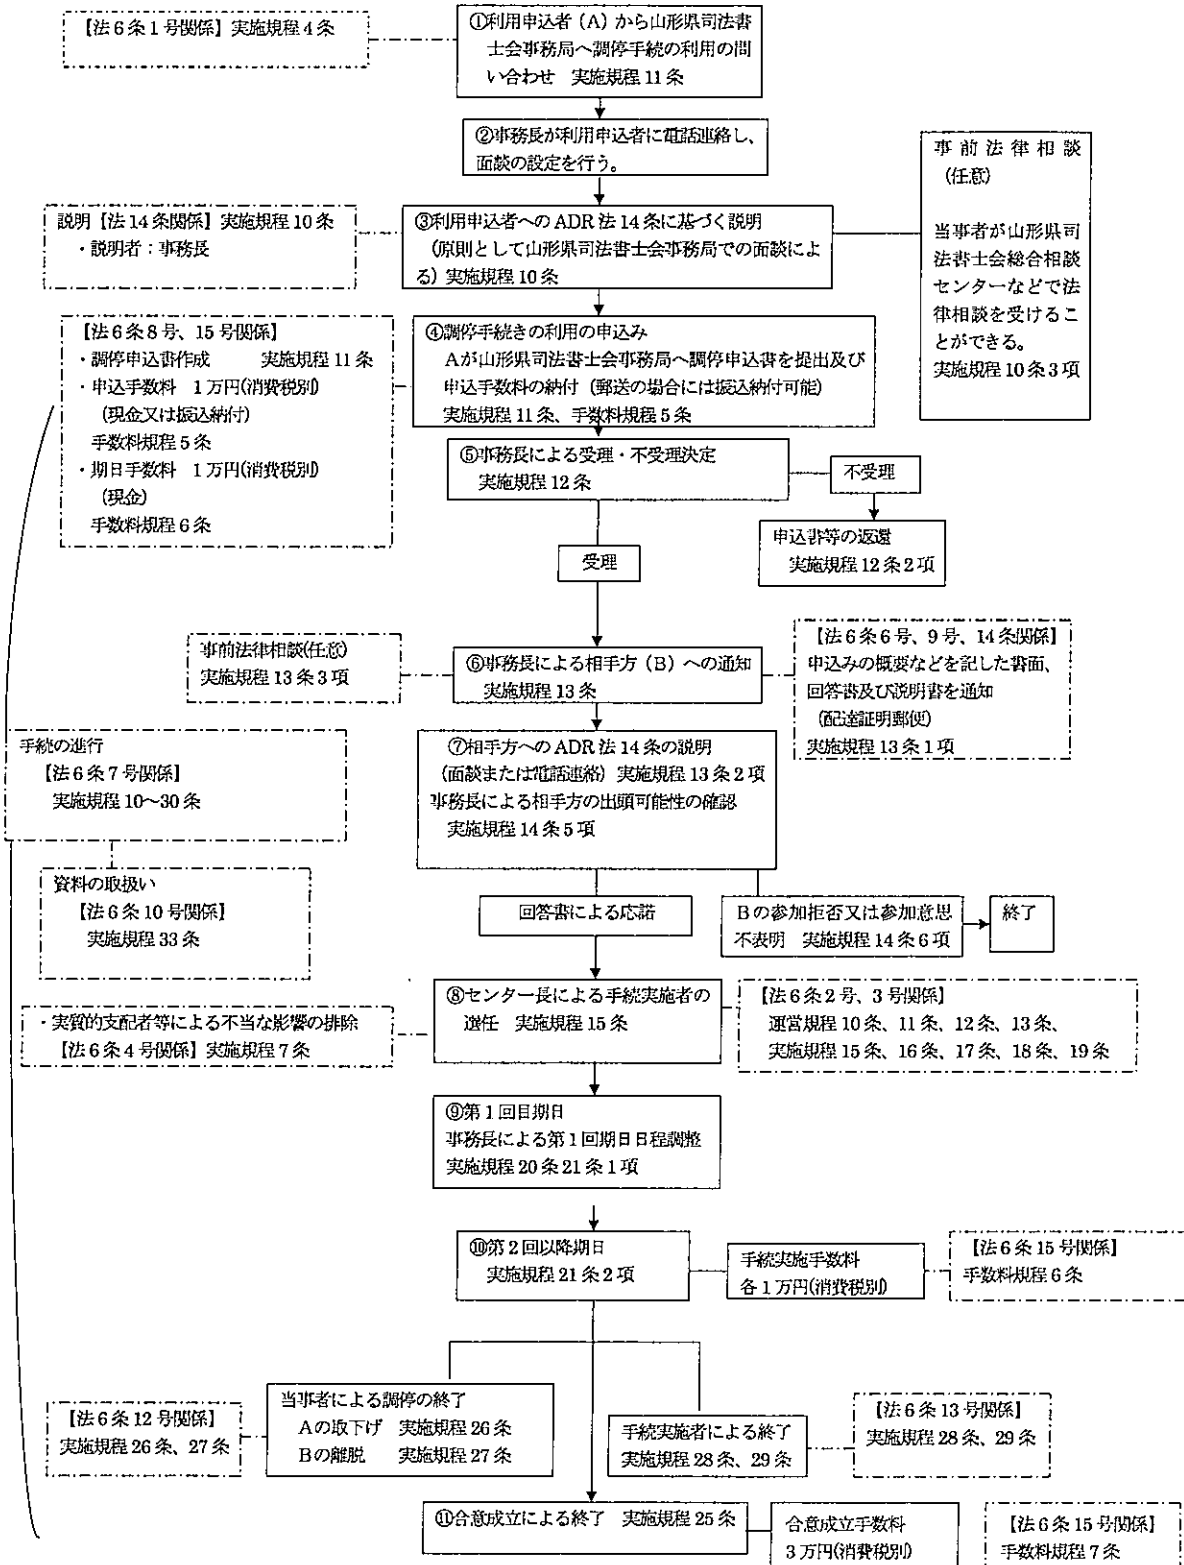 【法6条1号関係】実施規程4条
①利用申込者(A)から山形県司法書
士会事務局へ調停手続の利用の問
い合わせ 実施規程11条
②事務長が利用申込者に電話連絡し、
面談の設定を行う。
事前法律相談
(任意)
当事者が山形県司
法書士会総合相談
センターなどで法
律相談を受けるこ
とができる。
実施規程10条3項
説明【法14条関係】実施規程10条
・説明者:事務長
③利用申込者へのADR法14条に基づく説明
(原則として山形県司法書士会事務局での面談によ
る)実施規程10条
【法6条8号、15号関係】
・調停申込書作成 実施規程11条
・申込手数料 1万円(消費税別)
(現金又は振込納付)
手数料規程5条
・期日手数料 1万円(消費税別)
(現金)
手数料規程6条
④調停手続きの利用の申込み
Aが山形県司法書士会事務局へ調停申込書を提出及び
申込手数料の納付(郵送の場合には振込納付可能)
実施規程11条、手数料規程5条
⑤事務長による受理・不受理決定
実施規程12条
不受理
申込書等の返還
実施規程12条2項
受理
事前法律相談(任意)
実施規程13条3項
⑥事務長による相手方(B)への通知
実施規程13条
【法6条6号、9号、14条関係】
申込みの概要などを記した書面、
回答書及び説明書を通知
(配達証明郵便)
実施規程13条1項
手続の進行
【法6条7号関係】
実施規程10~30条
⑦相手方へのADR法14条の説明
(面談または電話連絡)実施規程13条2項
事務長による相手方の出頭可能性の確認
実施規程14条5項
資料の取扱い
【法6条10号関係】
実施規程33条
回答書による応諾
Bの参加拒否又は参加意思
不表明 実施規程14条6項
終了
・実質的支配者等による不当な影響の排除
【法6条4号関係】実施規程7条
⑧センター長による手続実施者の
選任 実施規程15条
【法6条2号、3号関係】
運営規程10条、11条、12条、13条、
実施規程15条、16条、17条、18条、19条
⑨第1回目期日
事務長による第1回期日日程調整
実施規程20条21条1項
⑩第2回以降期日
実施規程21条2項
手続実施手数料
各1万円(消費税別)
【法6条15号関係】
手数料規程6条
【法6条12号関係】
実施規程26条、27条
当事者による調停の終了
Aの取下げ 実施規程26条
Bの離脱 実施規程27条
手続実施者による終了
実施規程28条、29条
【法6条13号関係】
実施規程28条、29条
⑪合意成立による終了 実施規程25条
合意成立手数料
3万円(消費税別)
【法6条15号関係】
手数料規程7条